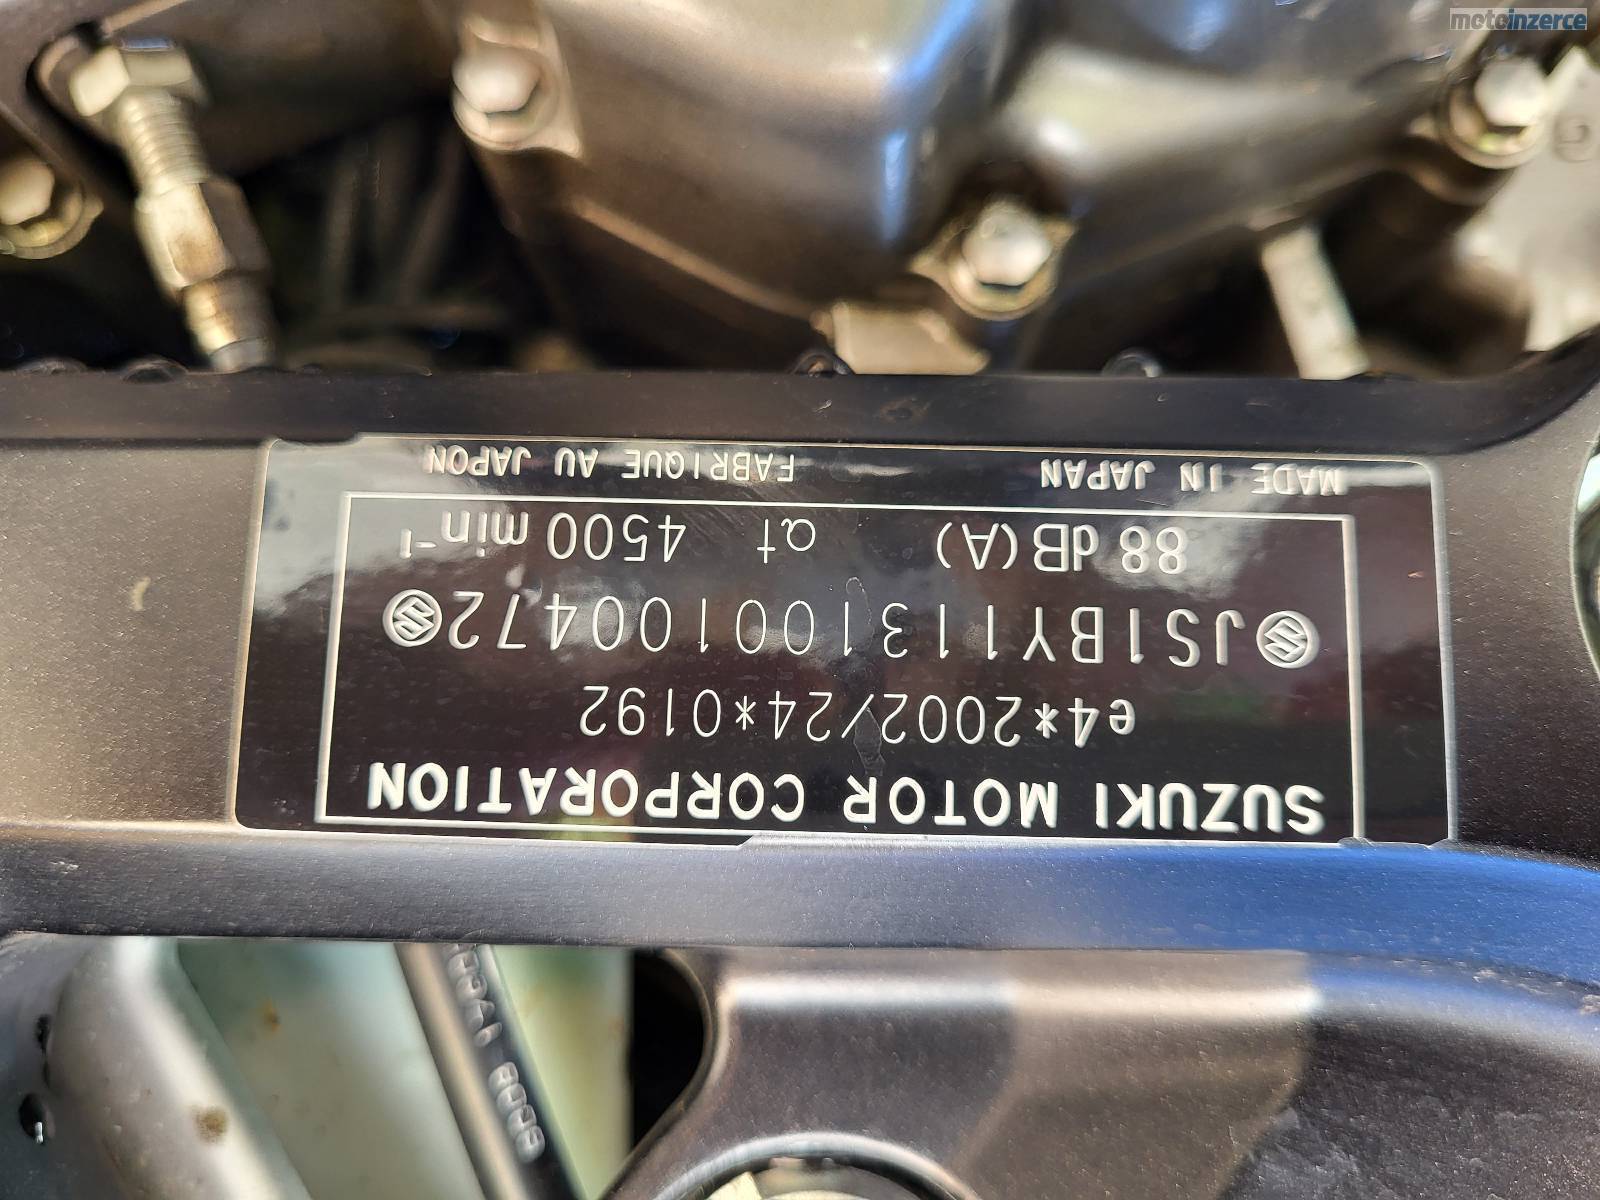 motoinzerce
SUZUKI MOTOR CORPORATION
e4*2002/24*0192
JS1BY113100100472
88 dB(A) at 4500 min⁻¹
MADE IN JAPAN FABRIQUE AU JAPON